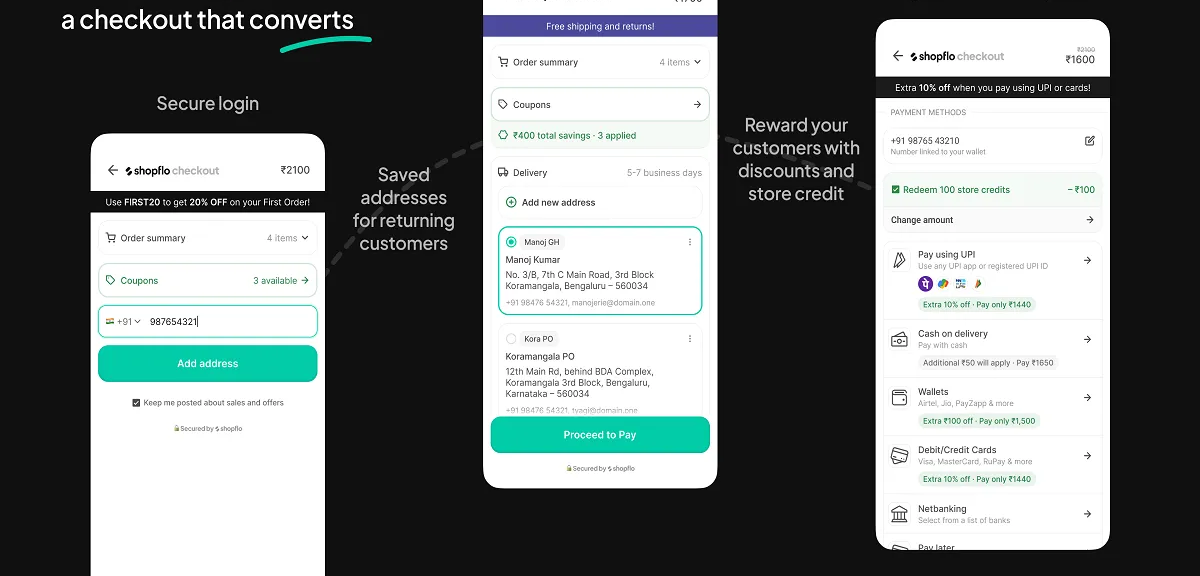 a checkout that converts
Secure login
shopflo checkout
₹2100
Use FIRST20 to get 20% OFF on your First Order!
Order summary
4 items
Coupons
3 available
+91
987654321
Add address
Keep me posted about sales and offers
Secured by shopflo
Saved
addresses
for returning
customers
Free shipping and returns!
Order summary
4 items
Coupons
₹400 total savings · 3 applied
Delivery
5-7 business days
Add new address
Manoj GH
Manoj Kumar
No. 3/B, 7th C Main Road, 3rd Block
Koramangala, Bengaluru – 560034
+91 98476 54321, manojerie@domain.one
Kora PO
Koramangala PO
12th Main Rd, behind BDA Complex,
Koramangala 3rd Block, Bengaluru,
Karnataka – 560034
+91 98476 54321, tyagi@domain.one
Proceed to Pay
Secured by shopflo
Reward your
customers with
discounts and
store credit
shopflo checkout
₹2100
₹1600
Extra 10% off when you pay using UPI or cards!
PAYMENT METHODS
+91 98765 43210
Number linked to your wallet
Redeem 100 store credits
– ₹100
Change amount
Pay using UPI
Use any UPI app or registered UPI ID
Extra 10% off · Pay only ₹1440
Cash on delivery
Pay with cash
Additional ₹50 will apply · Pay ₹1650
Wallets
Airtel, Jio, PayZapp & more
Extra ₹100 off · Pay only ₹1,500
Debit/Credit Cards
Visa, MasterCard, RuPay & more
Extra 10% off · Pay only ₹1440
Netbanking
Select from a list of banks
Pay later